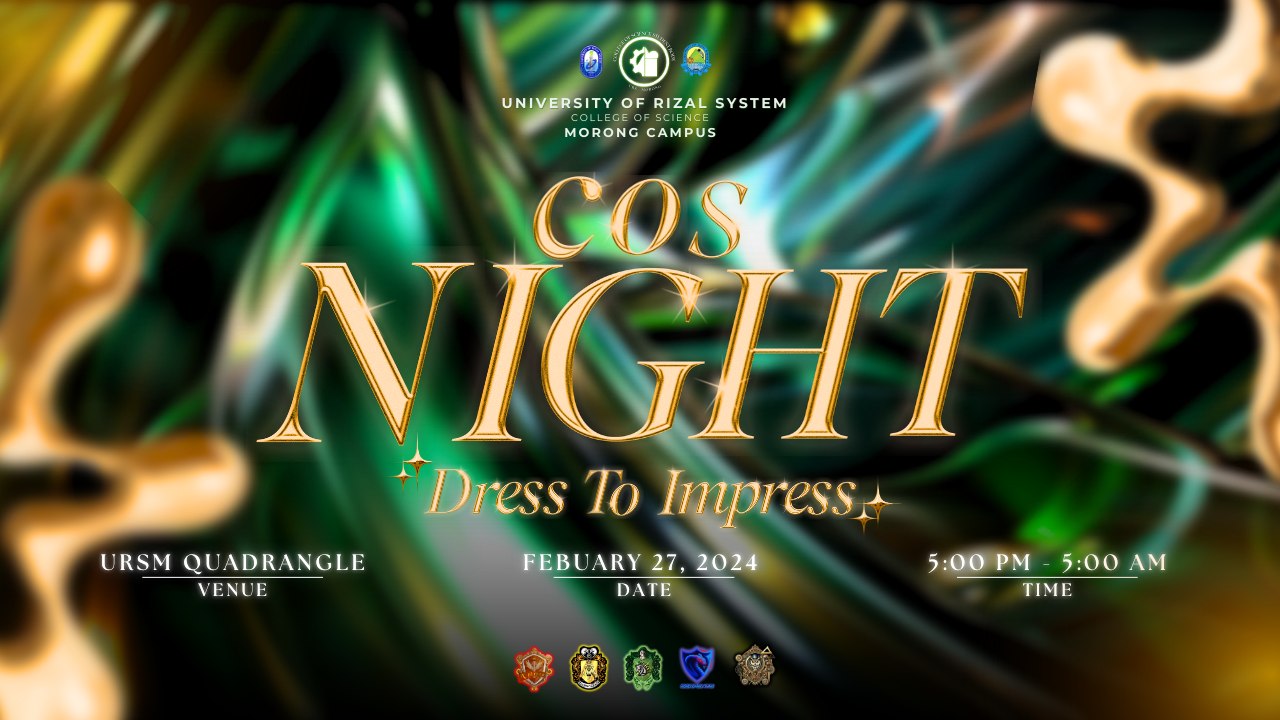 UNIVERSITY OF RIZAL SYSTEM
COLLEGE OF SCIENCE
MORONG CAMPUS
COS
NIGHT
Dress To Impress
URSM QUADRANGLE
VENUE
FEBUARY 27, 2024
DATE
5:00 PM - 5:00 AM
TIME